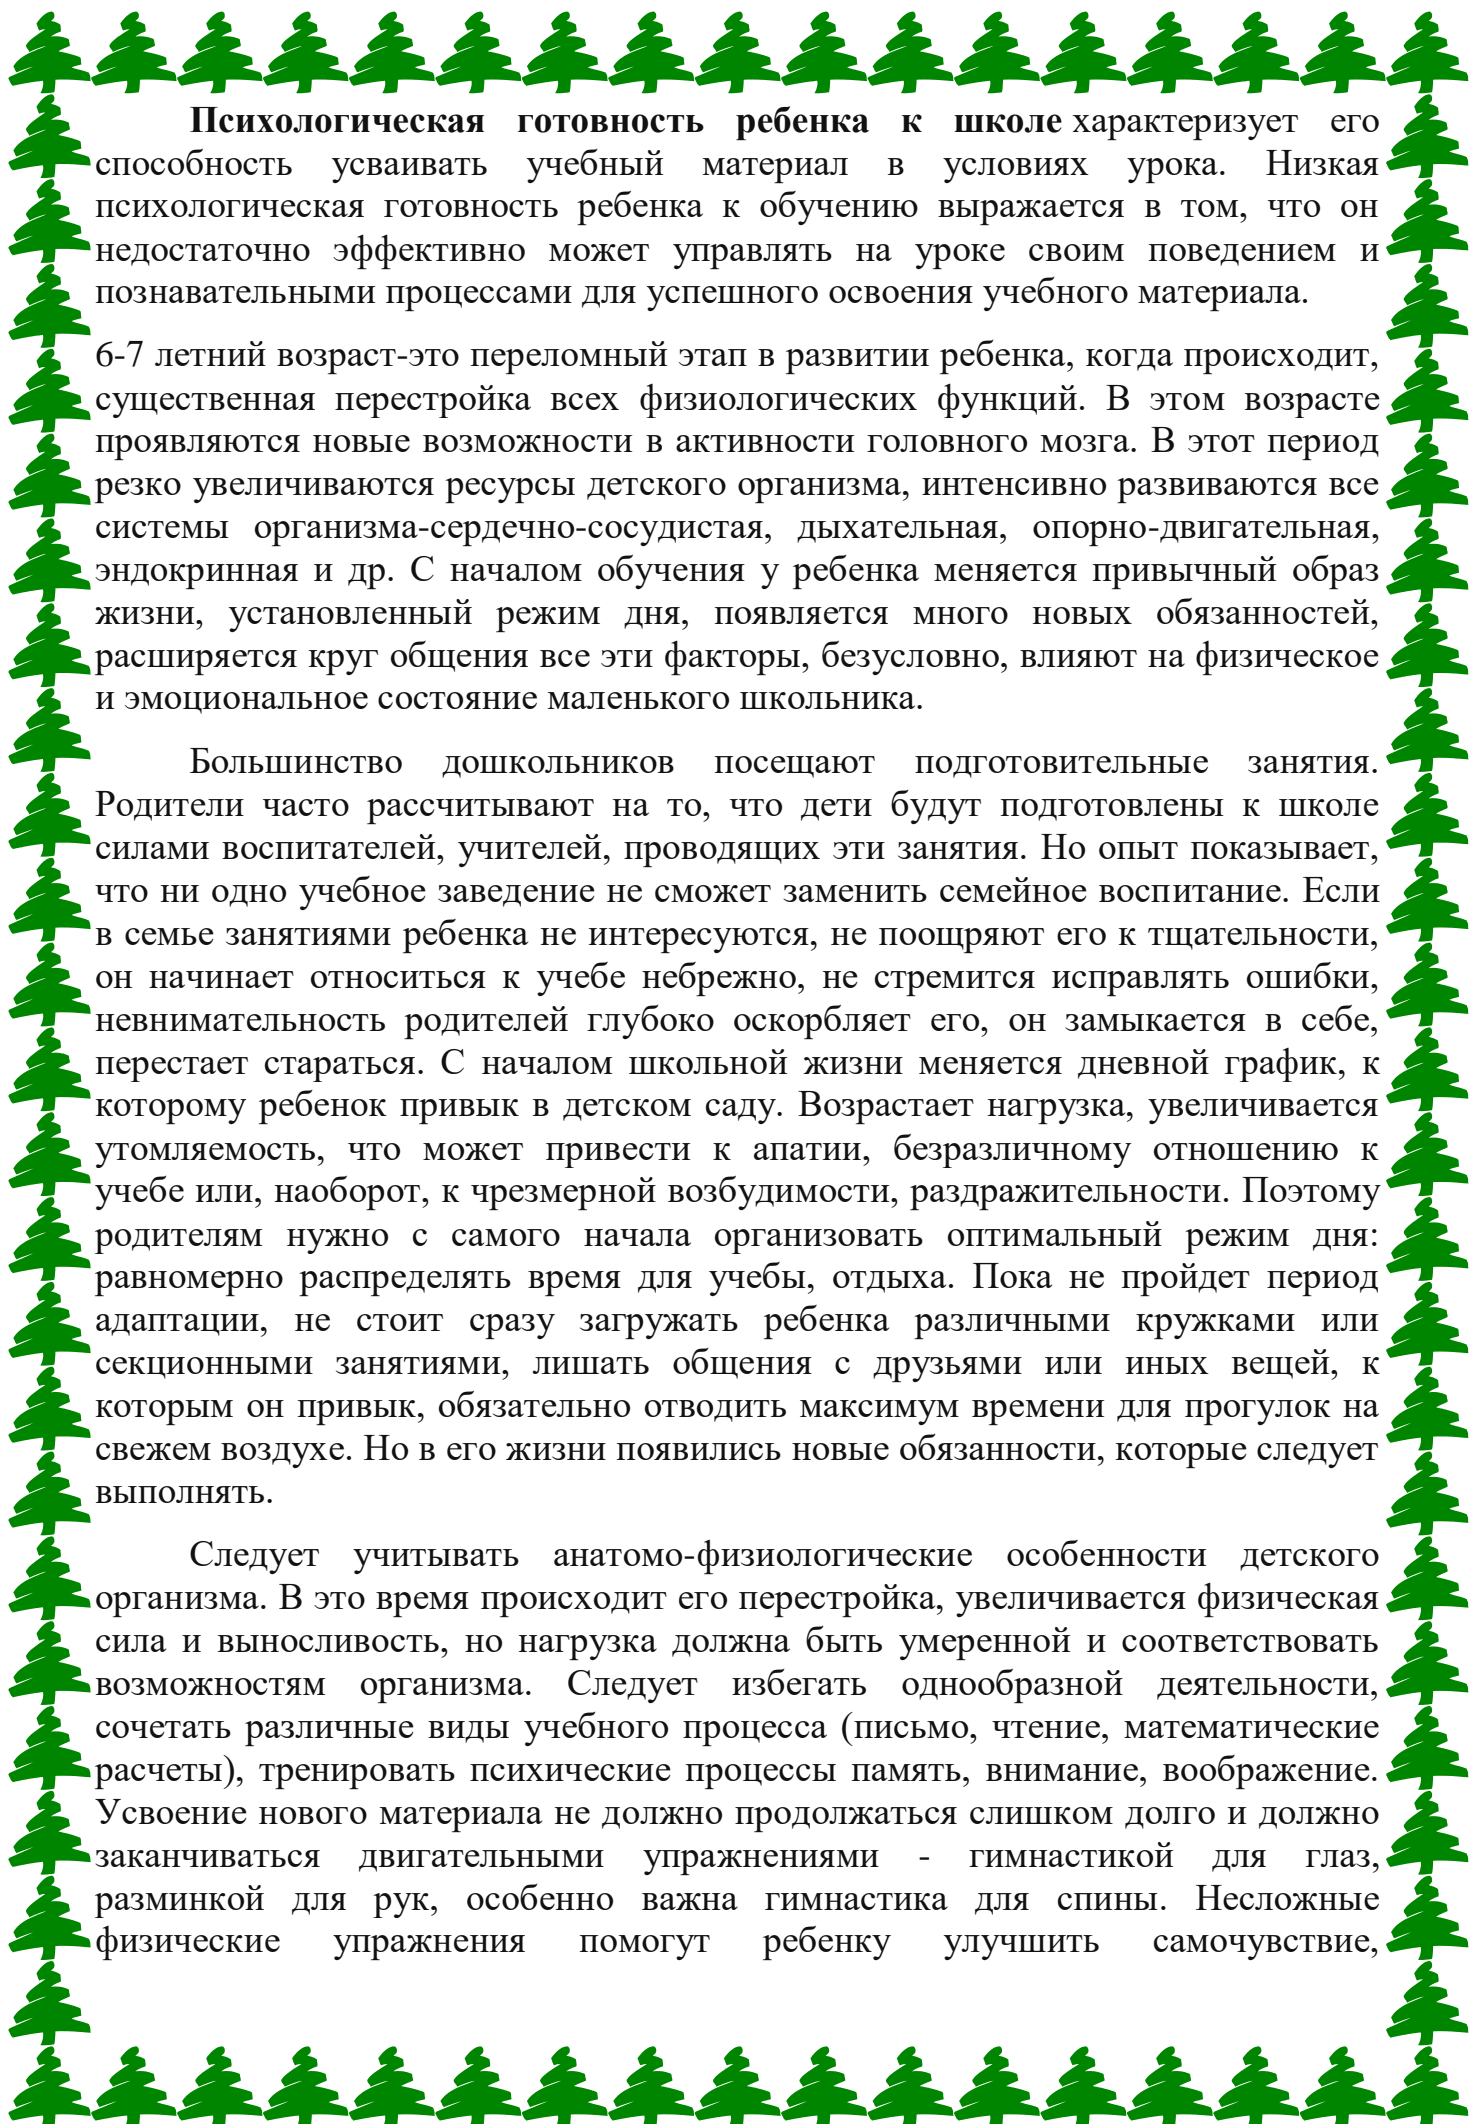 Психологическая готовность ребенка к школе характеризует его
способность усваивать учебный материал в условиях урока. Низкая
психологическая готовность ребенка к обучению выражается в том, что он
недостаточно эффективно может управлять на уроке своим поведением и
познавательными процессами для успешного освоения учебного материала.
6-7 летний возраст-это переломный этап в развитии ребенка, когда происходит,
существенная перестройка всех физиологических функций. В этом возрасте
проявляются новые возможности в активности головного мозга. В этот период
резко увеличиваются ресурсы детского организма, интенсивно развиваются все
системы организма-сердечно-сосудистая, дыхательная, опорно-двигательная,
эндокринная и др. С началом обучения у ребенка меняется привычный образ
жизни, установленный режим дня, появляется много новых обязанностей,
расширяется круг общения все эти факторы, безусловно, влияют на физическое
и эмоциональное состояние маленького школьника.
Большинство дошкольников посещают подготовительные занятия.
Родители часто рассчитывают на то, что дети будут подготовлены к школе
силами воспитателей, учителей, проводящих эти занятия. Но опыт показывает,
что ни одно учебное заведение не сможет заменить семейное воспитание. Если
в семье занятиями ребенка не интересуются, не поощряют его к тщательности,
он начинает относиться к учебе небрежно, не стремится исправлять ошибки,
невнимательность родителей глубоко оскорбляет его, он замыкается в себе,
перестает стараться. С началом школьной жизни меняется дневной график, к
которому ребенок привык в детском саду. Возрастает нагрузка, увеличивается
утомляемость, что может привести к апатии, безразличному отношению к
учебе или, наоборот, к чрезмерной возбудимости, раздражительности. Поэтому
родителям нужно с самого начала организовать оптимальный режим дня:
равномерно распределять время для учебы, отдыха. Пока не пройдет период
адаптации, не стоит сразу загружать ребенка различными кружками или
секционными занятиями, лишать общения с друзьями или иных вещей, к
которым он привык, обязательно отводить максимум времени для прогулок на
свежем воздухе. Но в его жизни появились новые обязанности, которые следует
выполнять.
Следует учитывать анатомо-физиологические особенности детского
организма. В это время происходит его перестройка, увеличивается физическая
сила и выносливость, но нагрузка должна быть умеренной и соответствовать
возможностям организма. Следует избегать однообразной деятельности,
сочетать различные виды учебного процесса (письмо, чтение, математические
расчеты), тренировать психические процессы память, внимание, воображение.
Усвоение нового материала не должно продолжаться слишком долго и должно
заканчиваться двигательными упражнениями - гимнастикой для глаз,
разминкой для рук, особенно важна гимнастика для спины. Несложные
физические упражнения помогут ребенку улучшить самочувствие,